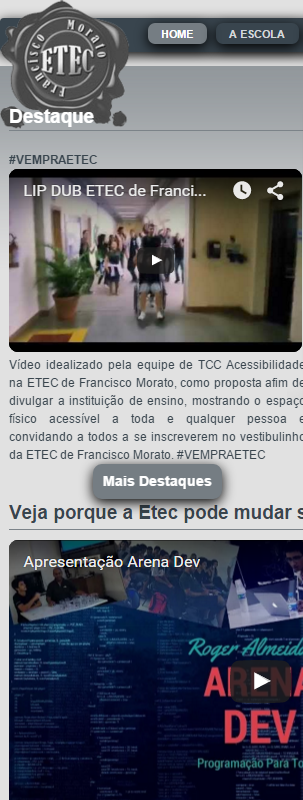 Francisco Morato
ETEC
HOME
A ESCOLA
Destaque
#VEMPRAETEC
LIP DUB ETEC de Franci...
Vídeo idealizado pela equipe de TCC Acessibilidade
na ETEC de Francisco Morato, como proposta afim de
divulgar a instituição de ensino, mostrando o espaço
físico acessível a toda e qualquer pessoa e
convidando a todos a se inscreverem no vestibulinho
da ETEC de Francisco Morato. #VEMPRAETEC
Mais Destaques
Veja porque a Etec pode mudar s
Apresentação Arena Dev
Roger Almeida
ARENA
DEV
Programação Para To